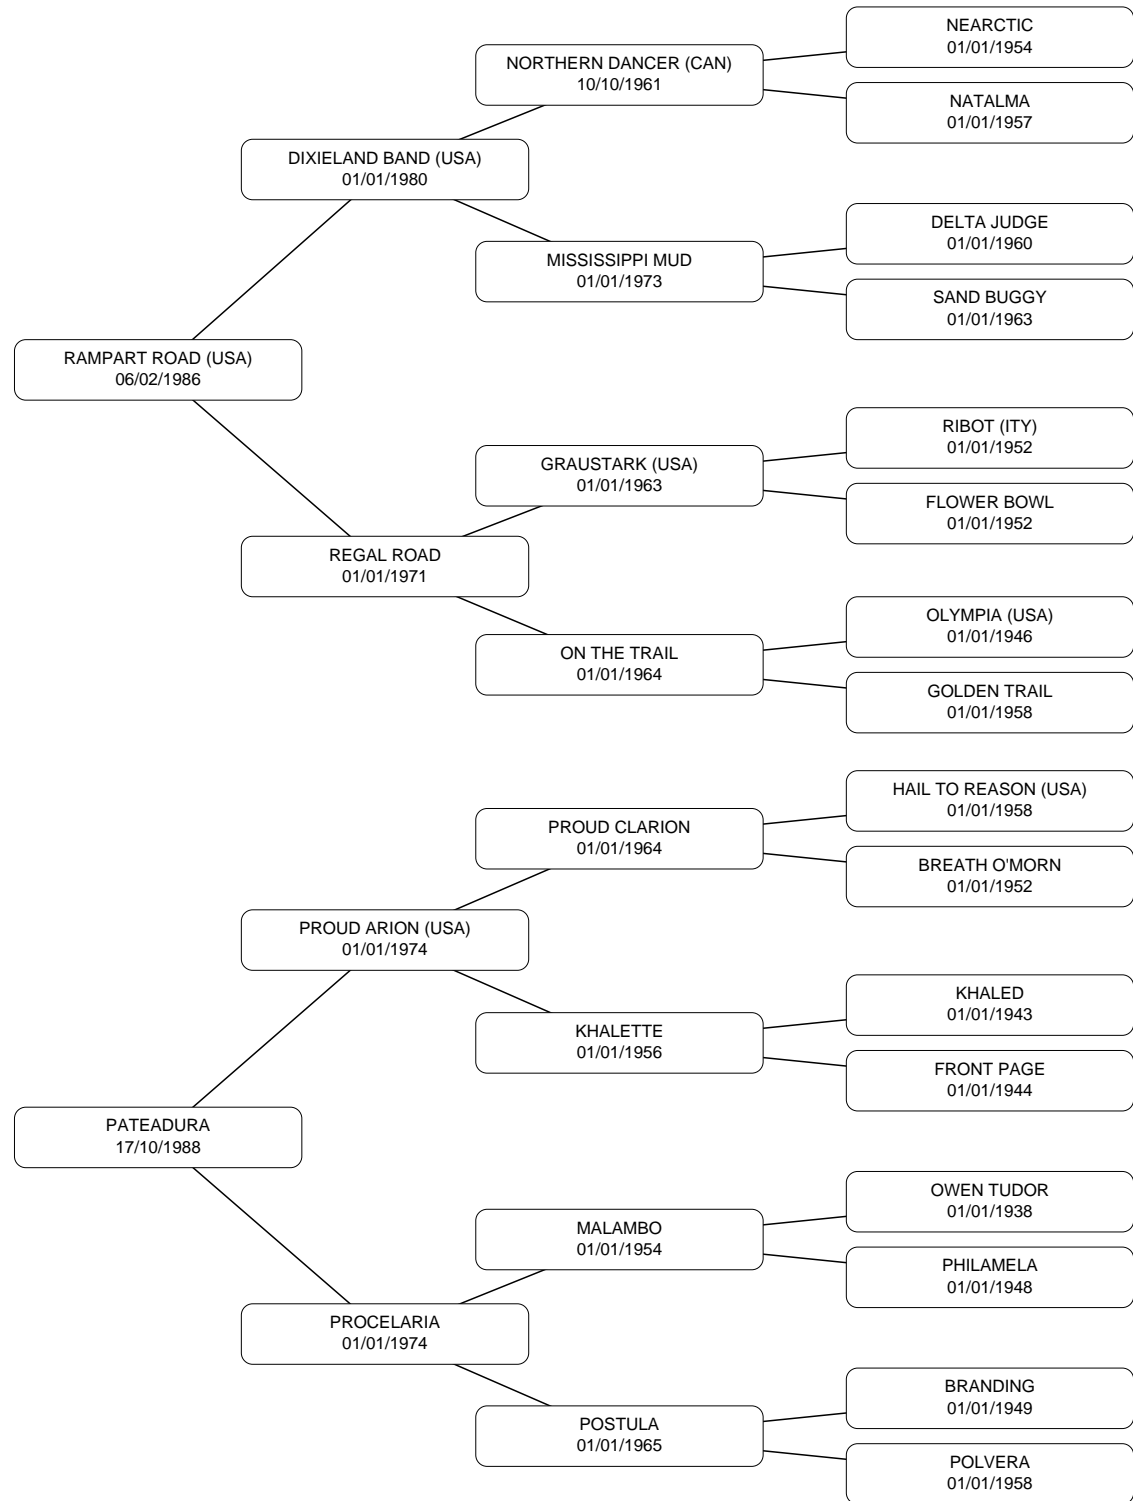 NEARCTIC
01/01/1954
NORTHERN DANCER (CAN)
10/10/1961
NATALMA
01/01/1957
DIXIELAND BAND (USA)
01/01/1980
DELTA JUDGE
01/01/1960
MISSISSIPPI MUD
01/01/1973
SAND BUGGY
01/01/1963
RAMPART ROAD (USA)
06/02/1986
RIBOT (ITY)
01/01/1952
GRAUSTARK (USA)
01/01/1963
FLOWER BOWL
01/01/1952
REGAL ROAD
01/01/1971
OLYMPIA (USA)
01/01/1946
ON THE TRAIL
01/01/1964
GOLDEN TRAIL
01/01/1958
HAIL TO REASON (USA)
01/01/1958
PROUD CLARION
01/01/1964
BREATH O'MORN
01/01/1952
PROUD ARION (USA)
01/01/1974
KHALED
01/01/1943
KHALETTE
01/01/1956
FRONT PAGE
01/01/1944
PATEADURA
17/10/1988
OWEN TUDOR
01/01/1938
MALAMBO
01/01/1954
PHILAMELA
01/01/1948
PROCELARIA
01/01/1974
BRANDING
01/01/1949
POSTULA
01/01/1965
POLVERA
01/01/1958